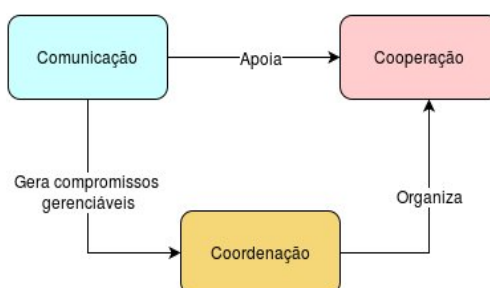 Comunicação
Apoia
Cooperação
Gera compromissos
gerenciáveis
Organiza
Coordenação